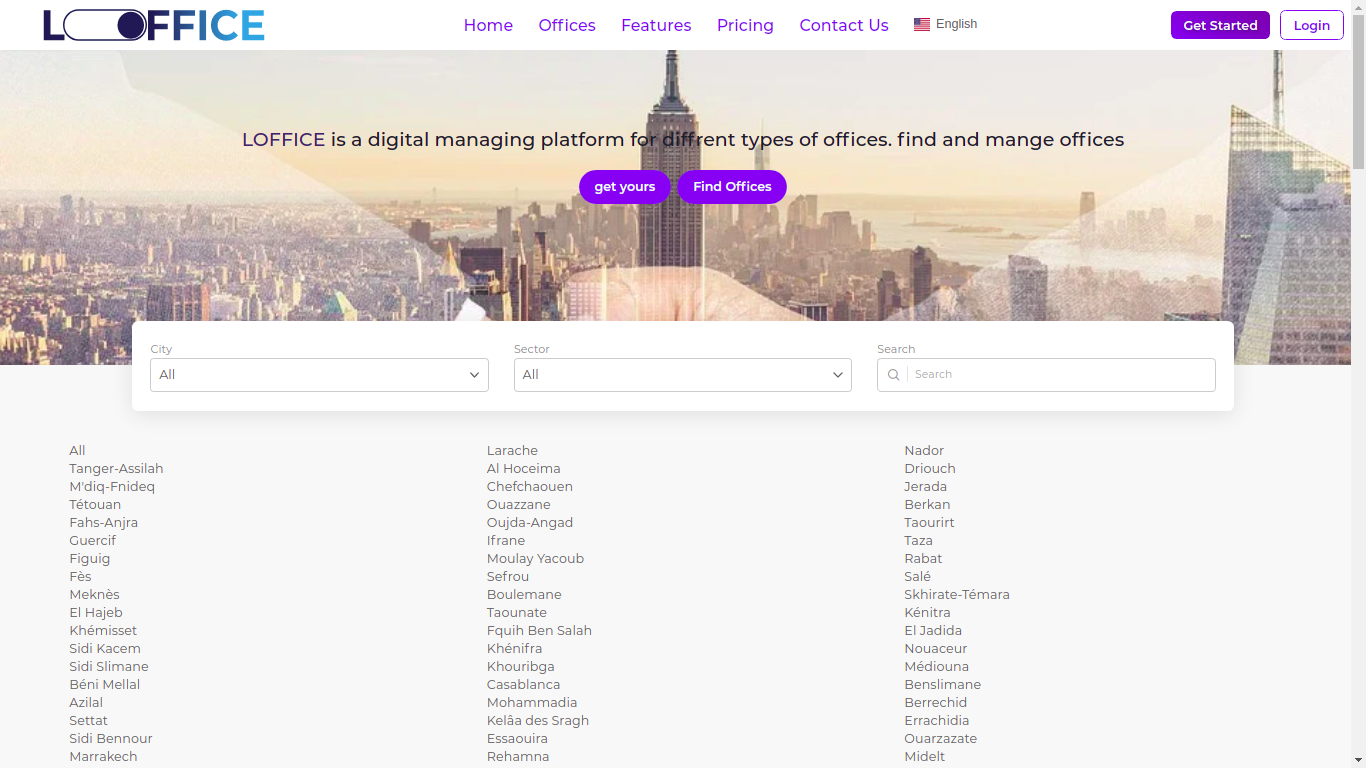 LOFFICE
Home Offices Features Pricing Contact Us English Get Started Login
LOFFICE is a digital managing platform for diffrent types of offices. find and mange offices
get yours Find Offices
City Sector Search
All All Search
All
Tanger-Assilah
M'diq-Fnideq
Tétouan
Fahs-Anjra
Guercif
Figuig
Fès
Meknès
El Hajeb
Khémisset
Sidi Kacem
Sidi Slimane
Béni Mellal
Azilal
Settat
Sidi Bennour
Marrakech
Larache
Al Hoceima
Chefchaouen
Ouazzane
Oujda-Angad
Ifrane
Moulay Yacoub
Sefrou
Boulemane
Taounate
Fquih Ben Salah
Khénifra
Khouribga
Casablanca
Mohammadia
Kelâa des Sragh
Essaouira
Rehamna
Nador
Driouch
Jerada
Berkan
Taourirt
Taza
Rabat
Salé
Skhirate-Témara
Kénitra
El Jadida
Nouaceur
Médiouna
Benslimane
Berrechid
Errachidia
Ouarzazate
Midelt